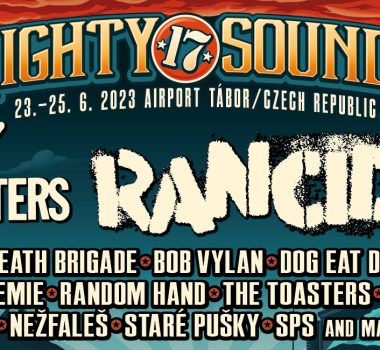 IGHTY 17 SOUND
23.–25. 6. 2023 AIRPORT TÁBOR/CZECH REPUBLIC
TERS RANCID
EATH BRIGADE • BOB VYLAN • DOG EAT D
EMIE • RANDOM HAND • THE TOASTERS •
• NEŽFALEŠ • STARÉ PUŠKY • SPS AND MA